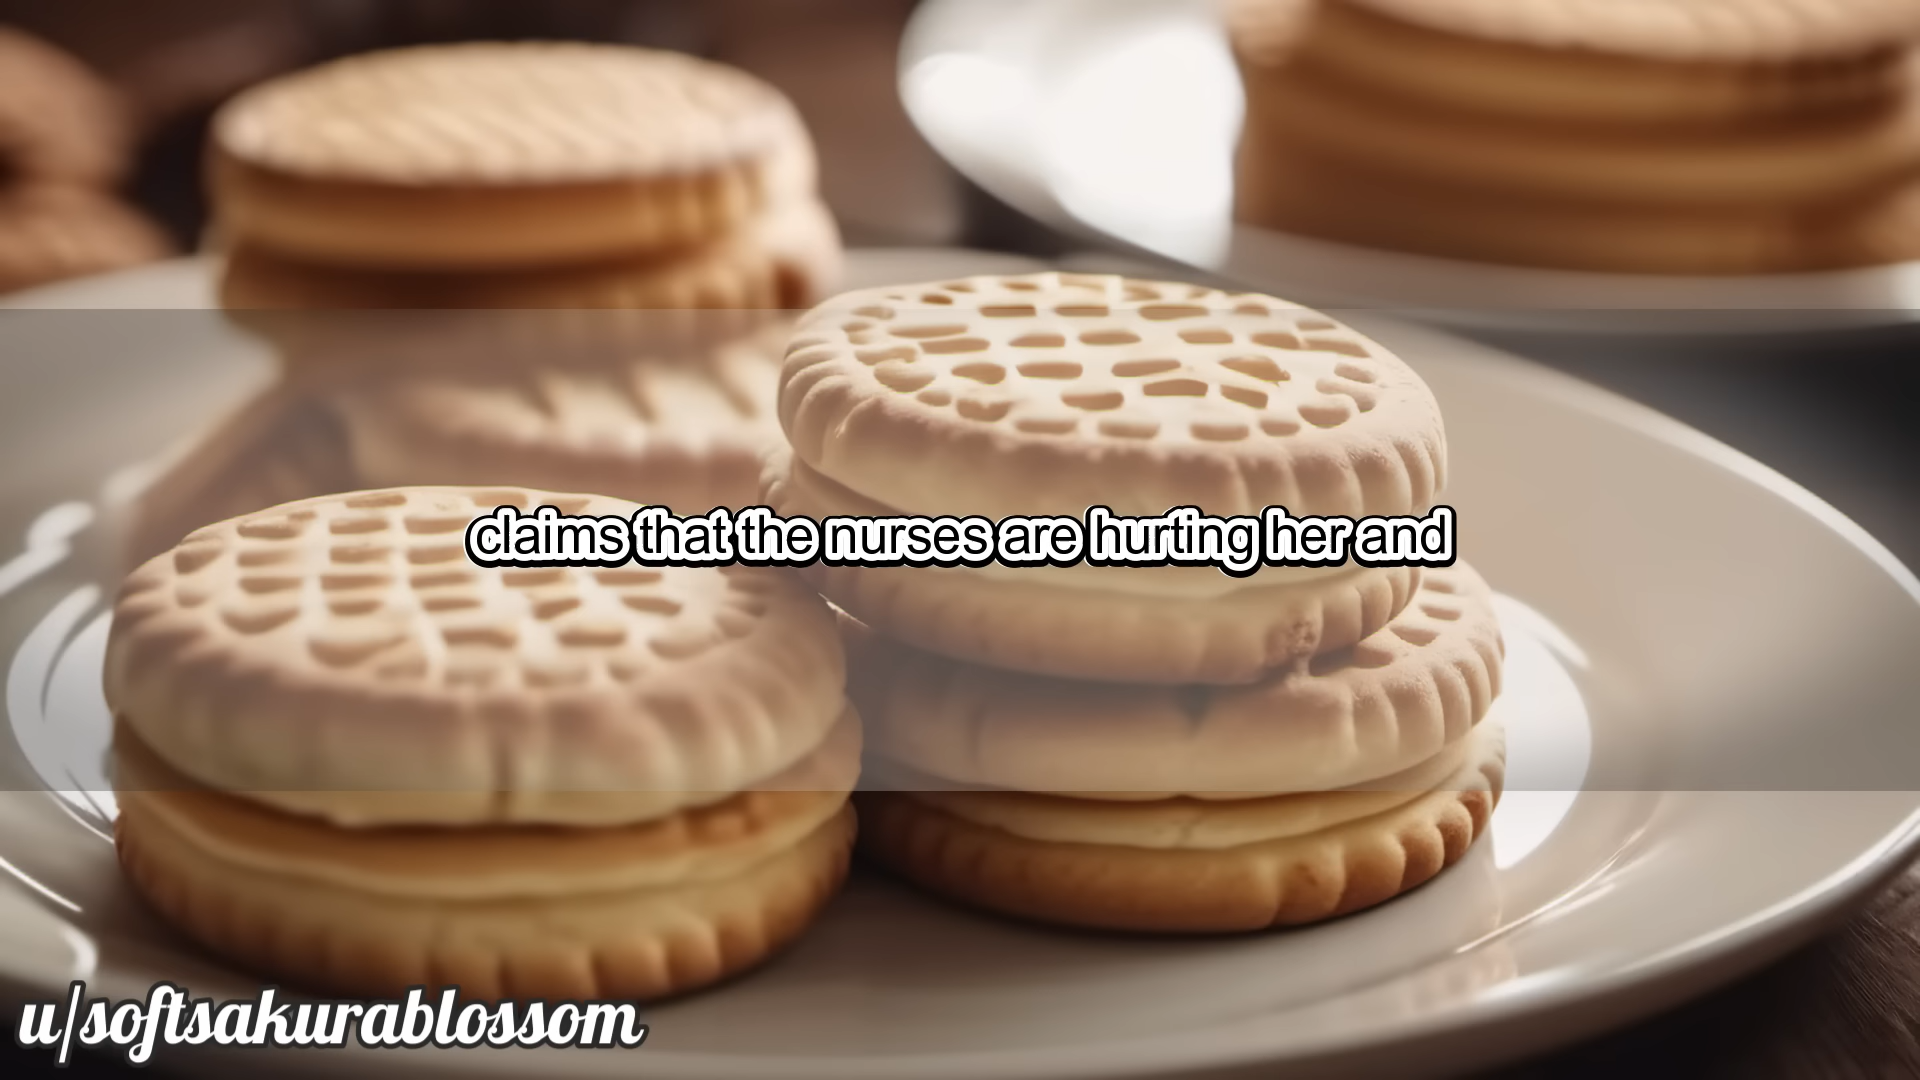 claims that the nurses are hurting her and
u/softsakurablossom